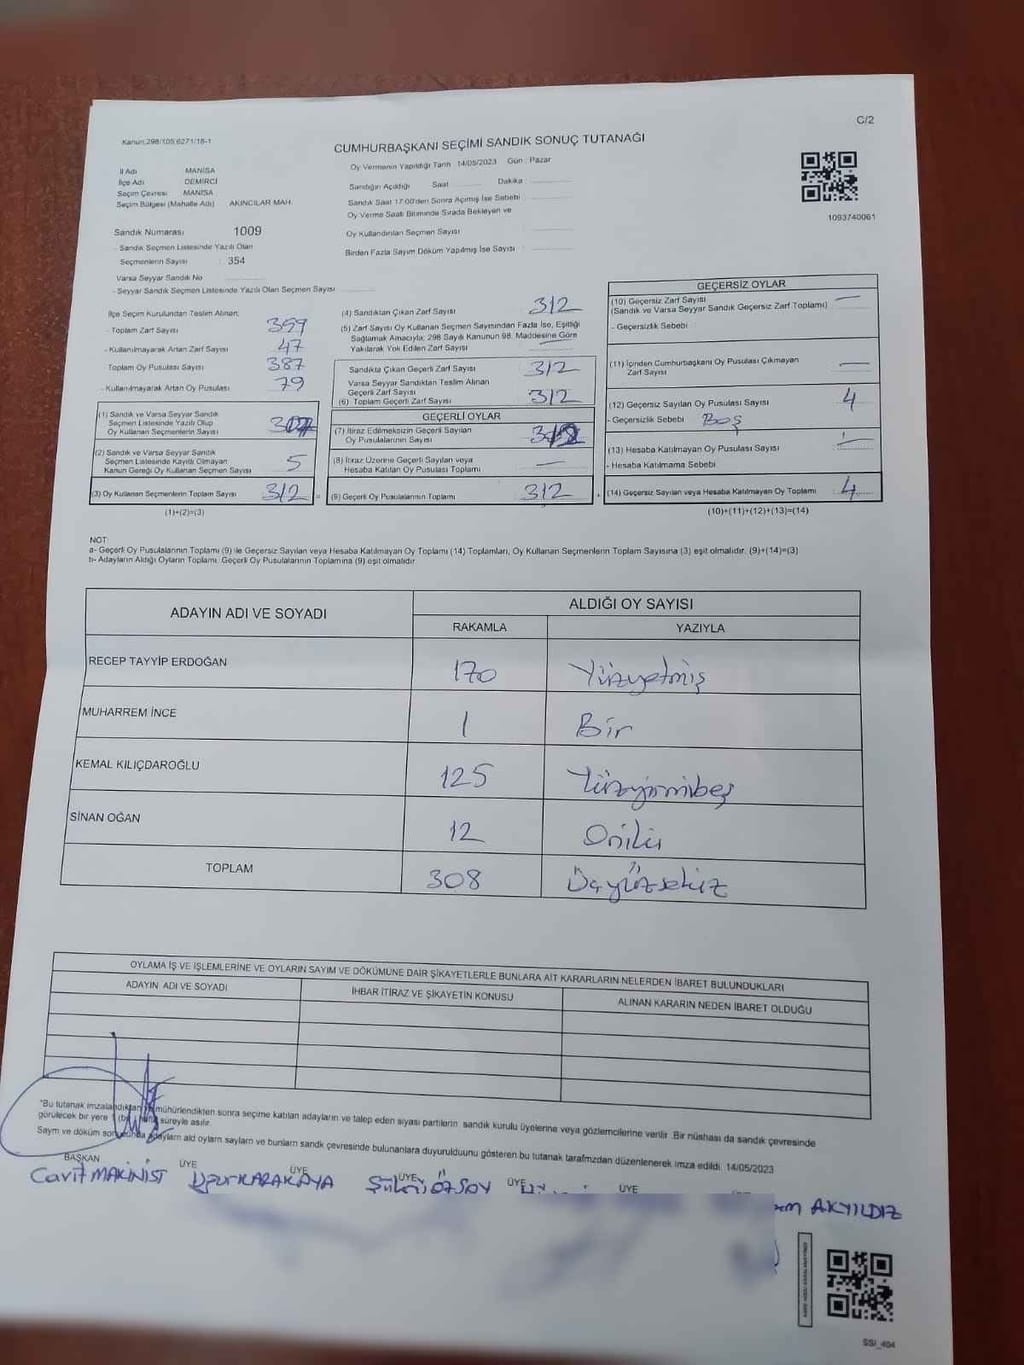 C/2
Kanun:298/105;6271/18-1
CUMHURBAŞKANI SEÇİMİ SANDIK SONUÇ TUTANAĞI
Oy Vermenin Yapıldığı Tarih 14/05/2023 Gün : Pazar
İl Adı MANİSA
İlçe Adı DEMİRCİ
Seçim Çevresi MANİSA
Seçim Bölgesi (Mahalle Adı) AKINCILAR MAH.
Sandığın Açıldığı Saat Dakika
Sandık Saat 17:00'den Sonra Açılmış İse Sebebi
Oy Verme Saati Bitiminde Sırada Bekleyen ve
Oy Kullandırılan Seçmen Sayısı
Birden Fazla Sayım Döküm Yapılmış İse Sayısı
1093740061
Sandık Numarası 1009
- Sandık Seçmen Listesinde Yazılı Olan
Seçmenlerin Sayısı : 354
Varsa Seyyar Sandık No
- Seyyar Sandık Seçmen Listesinde Yazılı Olan Seçmen Sayısı
İlçe Seçim Kurulundan Teslim Alınan;
- Toplam Zarf Sayısı 359
- Kullanılmayarak Artan Zarf Sayısı 47
Toplam Oy Pusulası Sayısı 387
- Kullanılmayarak Artan Oy Pusulası 79
(1) Sandık ve Varsa Seyyar Sandık
Seçmen Listesinde Yazılı Olup
Oy Kullanan Seçmenlerin Sayısı 307
(2) Sandık ve Varsa Seyyar Sandık
Seçmen Listesinde Kayıtlı Olmayan
Kanun Gereği Oy Kullanan Seçmen Sayısı 5
(3) Oy Kullanan Seçmenlerin Toplam Sayısı 312
(1)+(2)=(3)
(4) Sandıktan Çıkan Zarf Sayısı 312
(5) Zarf Sayısı Oy Kullanan Seçmen Sayısından Fazla İse, Eşitliği
Sağlamak Amacıyla; 298 Sayılı Kanunun 98. Maddesine Göre
Yakılarak Yok Edilen Zarf Sayısı —
Sandıkta Çıkan Geçerli Zarf Sayısı 312
Varsa Seyyar Sandıktan Teslim Alınan
Geçerli Zarf Sayısı
(6) Toplam Geçerli Zarf Sayısı 312
GEÇERLİ OYLAR
(7) İtiraz Edilmeksizin Geçerli Sayılan
Oy Pusulalarının Sayısı 312
(8) İtiraz Üzerine Geçerli Sayılan veya
Hesaba Katılan Oy Pusulası Toplamı —
(9) Geçerli Oy Pusulalarının Toplamı 312
GEÇERSİZ OYLAR
(10) Geçersiz Zarf Sayısı —
(Sandık ve Varsa Seyyar Sandık Geçersiz Zarf Toplamı)
- Geçersizlik Sebebi
(11) İçinden Cumhurbaşkanı Oy Pusulası Çıkmayan
Zarf Sayısı —
(12) Geçersiz Sayılan Oy Pusulası Sayısı 4
- Geçersizlik Sebebi Boş
(13) Hesaba Katılmayan Oy Pusulası Sayısı —
- Hesaba Katılmama Sebebi
(14) Geçersiz Sayılan veya Hesaba Katılmayan Oy Toplamı 4
(10)+(11)+(12)+(13)=(14)
NOT:
a- Geçerli Oy Pusulalarının Toplamı (9) ile Geçersiz Sayılan veya Hesaba Katılmayan Oy Toplamı (14) Toplamları, Oy Kullanan Seçmenlerin Toplam Sayısına (3) eşit olmalıdır. (9)+(14)=(3)
b- Adayların Aldığı Oyların Toplamı, Geçerli Oy Pusulalarının Toplamına (9) eşit olmalıdır
ADAYIN ADI VE SOYADI ALDIĞI OY SAYISI
RAKAMLA YAZIYLA
RECEP TAYYİP ERDOĞAN 170 Yüzyetmiş
MUHARREM İNCE 1 Bir
KEMAL KILIÇDAROĞLU 125 Yüzyirmibeş
SİNAN OĞAN 12 Oniki
TOPLAM 308 Üçyüzsekiz
OYLAMA İŞ VE İŞLEMLERİNE VE OYLARIN SAYIM VE DÖKÜMÜNE DAİR ŞİKAYETLERLE BUNLARA AİT KARARLARIN NELERDEN İBARET BULUNDUKLARI
ADAYIN ADI VE SOYADI İHBAR İTİRAZ VE ŞİKAYETİN KONUSU ALINAN KARARIN NEDEN İBARET OLDUĞU
"Bu tutanak imzalandıktan mühürlendikten sonra seçime katılan adayların ve talep eden siyasi partilerin sandık kurulu üyelerine veya gözlemcilerine verilir. Bir nüshası da sandık çevresinde
görülecek bir yere süreyle asılır.
Sayım ve döküm adayların ald oyların sayıları ve bunların sandık çevresinde bulunanlara duyurulduunu gösteren bu tutanak tarafımzdan düzenlenerek imza edildi. 14/05/2023
BAŞKAN ÜYE ÜYE ÜYE ÜYE ÜYE
Cavit MAKİNİST Uğur KARAKAYA Şükrü ÖZSOY AKYILDIZ
SSI_404